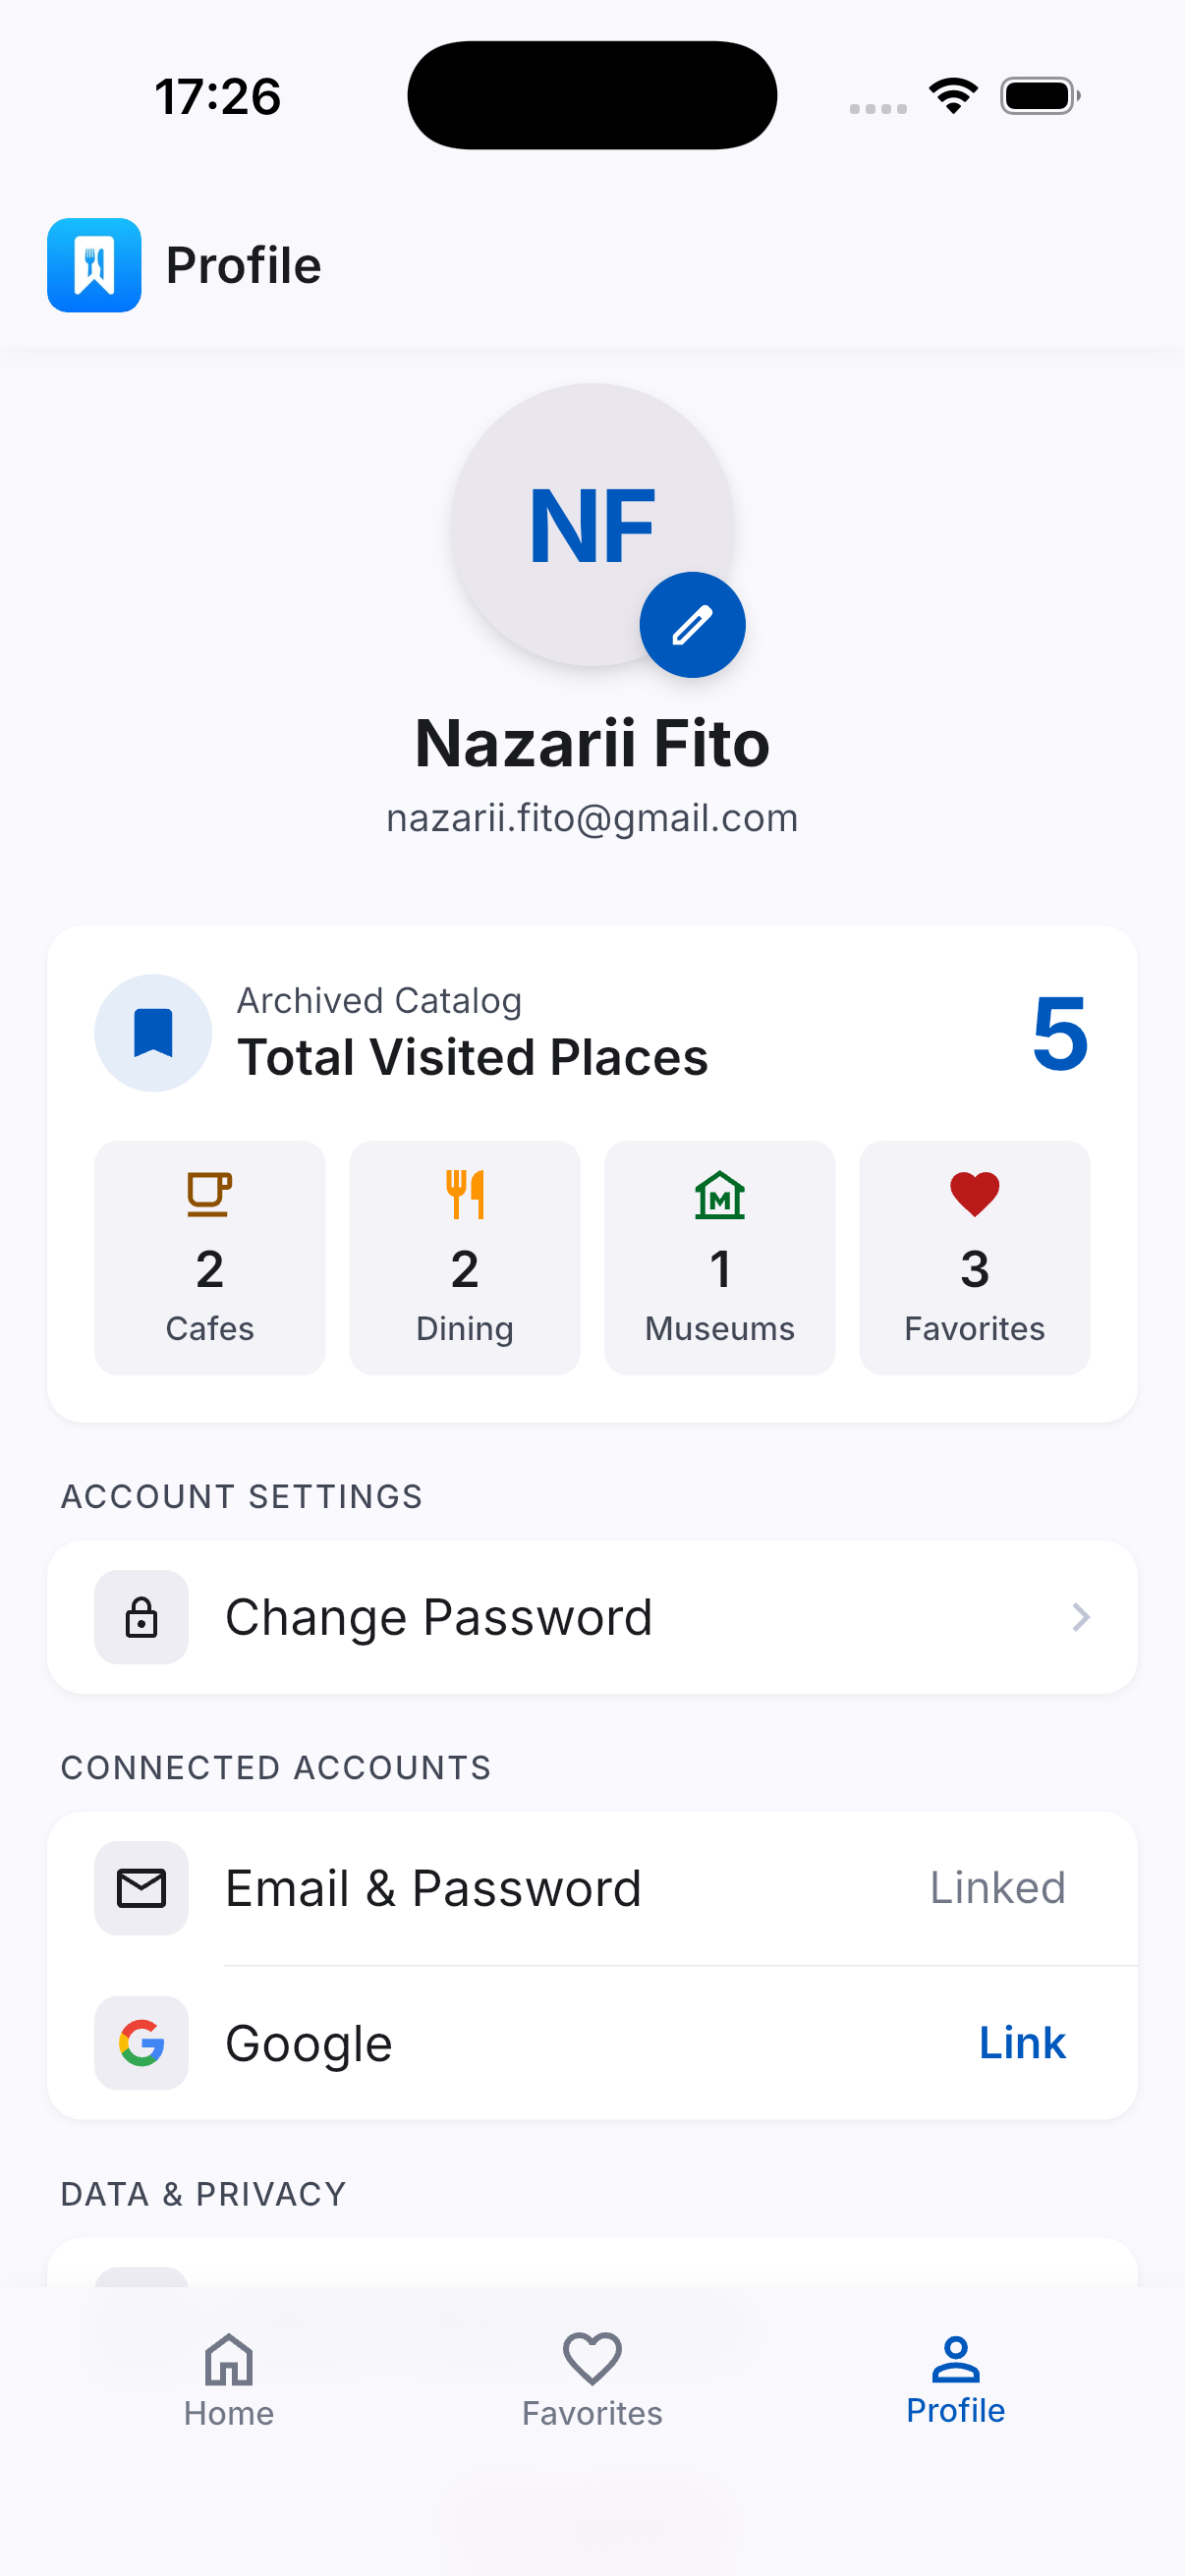 17:26
Profile
NF
Nazarii Fito
nazarii.fito@gmail.com
Archived Catalog
Total Visited Places
5
2
Cafes
2
Dining
M
1
Museums
3
Favorites
ACCOUNT SETTINGS
Change Password
CONNECTED ACCOUNTS
Email & Password
Linked
Google
Link
DATA & PRIVACY
Home
Favorites
Profile